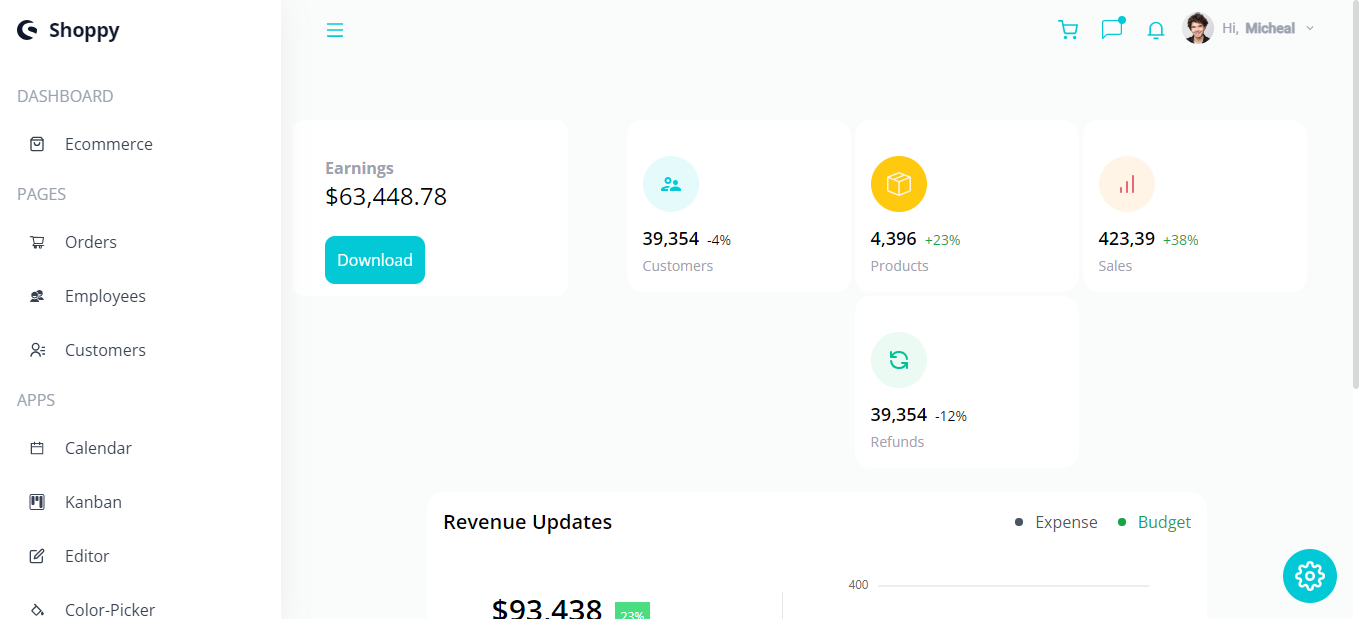 Shoppy
Hi, Micheal
DASHBOARD
Ecommerce
PAGES
Orders
Employees
Customers
APPS
Calendar
Kanban
Editor
Color-Picker
Earnings
$63,448.78
Download
39,354 -4%
Customers
4,396 +23%
Products
423,39 +38%
Sales
39,354 -12%
Refunds
Revenue Updates
Expense
Budget
$93,438 23%
400